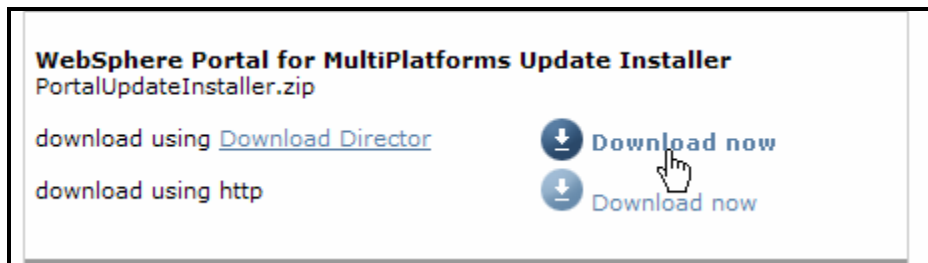 WebSphere Portal for MultiPlatforms Update Installer
PortalUpdateInstaller.zip
download using Download Director Download now
download using http Download now